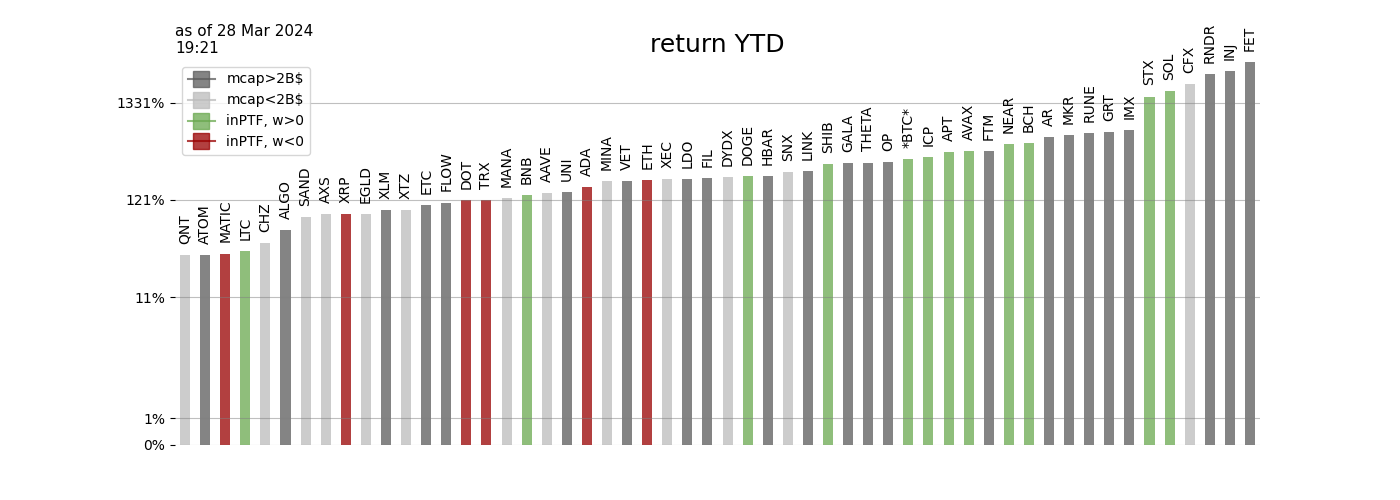 as of 28 Mar 2024
19:21
return YTD
mcap>2B$
mcap<2B$
inPTF, w>0
inPTF, w<0
1331%
121%
11%
1%
0%
QNT
ATOM
MATIC
LTC
CHZ
ALGO
SAND
AXS
XRP
EGLD
XLM
XTZ
ETC
FLOW
DOT
TRX
MANA
BNB
AAVE
UNI
ADA
MINA
VET
ETH
XEC
LDO
FIL
DYDX
DOGE
HBAR
SNX
LINK
SHIB
GALA
THETA
OP
*BTC*
ICP
APT
AVAX
FTM
NEAR
BCH
AR
MKR
RUNE
GRT
IMX
STX
SOL
CFX
RNDR
INJ
FET